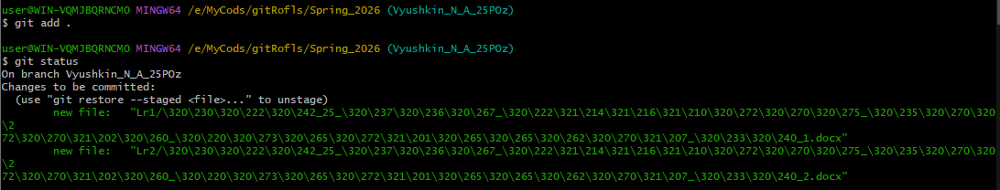 user@WIN-VQMJBQRNCMO MINGW64 /e/MyCods/gitRofls/Spring_2026 (Vyushkin_N_A_25POz)
$ git add .
user@WIN-VQMJBQRNCMO MINGW64 /e/MyCods/gitRofls/Spring_2026 (Vyushkin_N_A_25POz)
$ git status
On branch Vyushkin_N_A_25POz
Changes to be committed:
  (use "git restore --staged <file>..." to unstage)
        new file:   "Lr1/\320\230\320\222\320\242_25_\320\237\320\236\320\267_\320\222\321\214\321\216\321\210\320\272\320\270\320\275_\320\235\320\270\320
\2
72\320\270\321\202\320\260_\320\220\320\273\320\265\320\272\321\201\320\265\320\265\320\262\320\270\321\207_\320\233\320\240_1.docx"
        new file:   "Lr2/\320\230\320\222\320\242_25_\320\237\320\236\320\267_\320\222\321\214\321\216\321\210\320\272\320\270\320\275_\320\235\320\270\320
\2
72\320\270\321\202\320\260_\320\220\320\273\320\265\320\272\321\201\320\265\320\265\320\262\320\270\321\207_\320\233\320\240_2.docx"